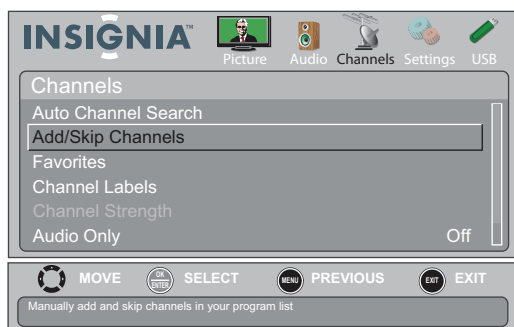 INSIGNIA™
Picture Audio Channels Settings USB
Channels
Auto Channel Search
Add/Skip Channels
Favorites
Channel Labels
Channel Strength
Audio Only Off
MOVE OK ENTER SELECT MENU PREVIOUS EXIT EXIT
Manually add and skip channels in your program list